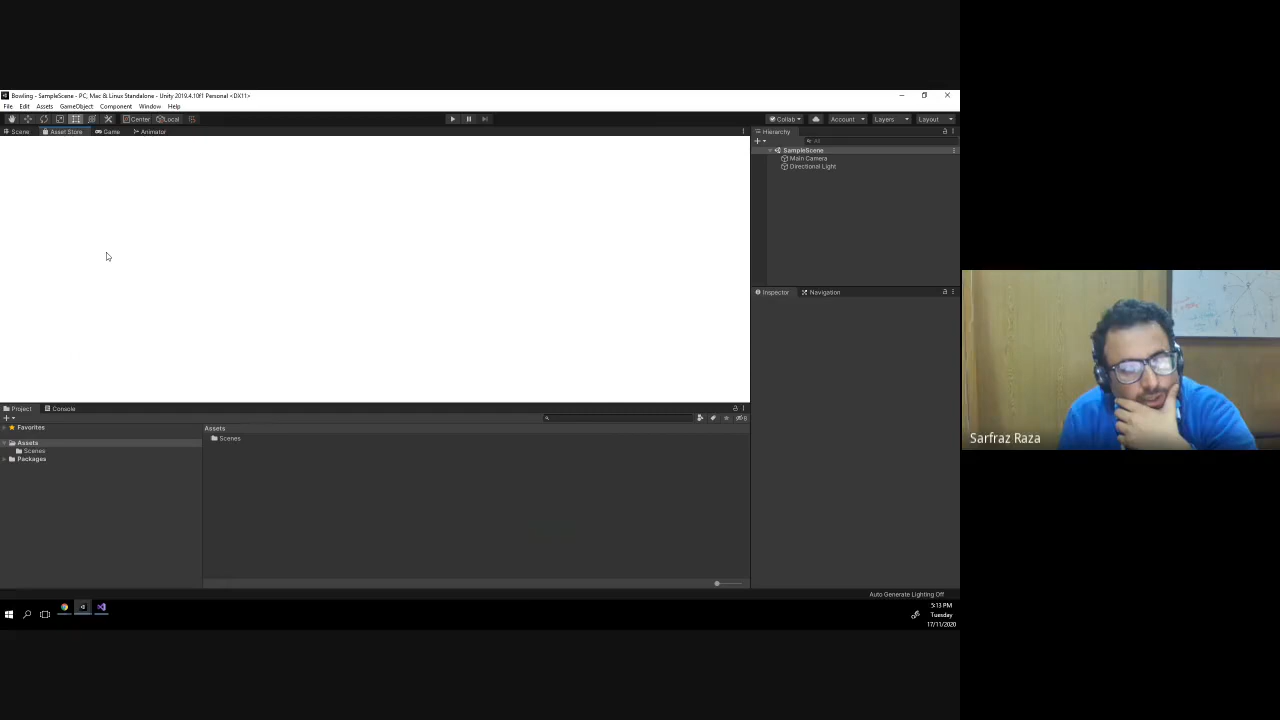 Bowling - SampleScene - PC, Mac & Linux Standalone - Unity 2019.4.10f1 Personal <DX11>
File Edit Assets GameObject Component Window Help
Center Local
Collab Account Layers Layout
Scene Asset Store Game Animator
Hierarchy
All
SampleScene
Main Camera
Directional Light
Inspector Navigation
Project Console
8
Favorites
Assets
Scenes
Packages
Assets
Scenes
Auto Generate Lighting Off
5:13 PM
Tuesday
17/11/2020
Sarfraz Raza